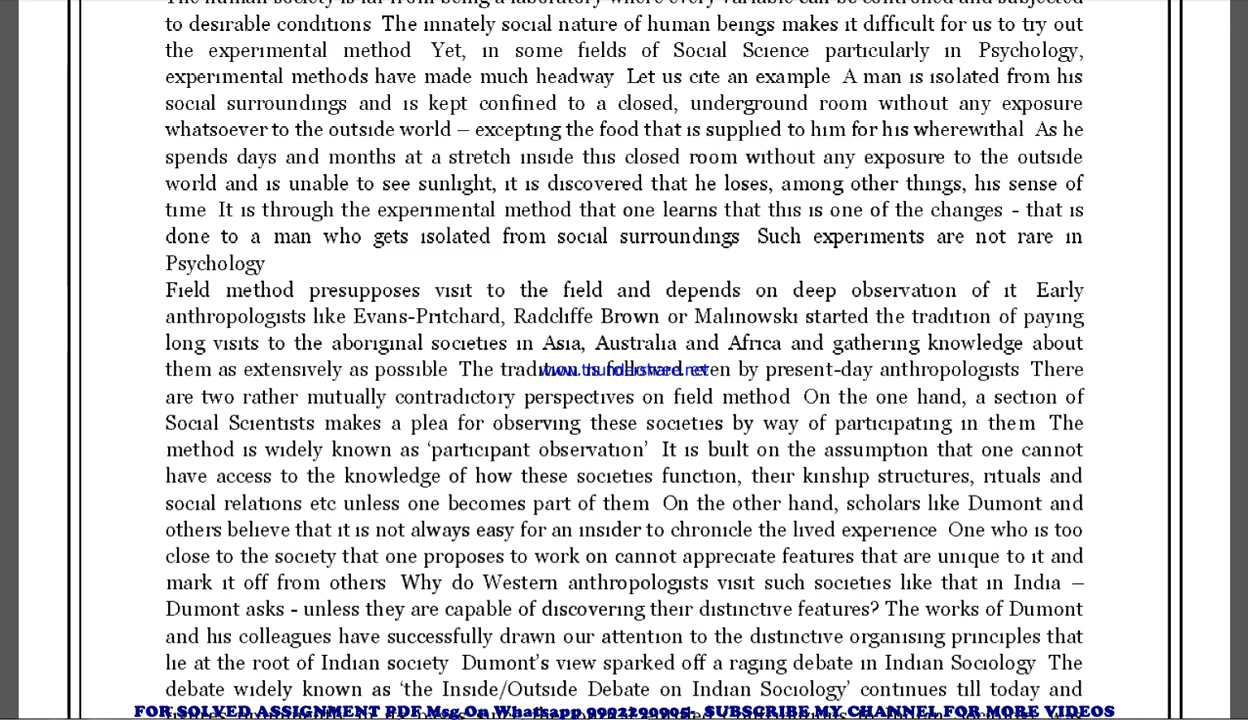 to desirable conditions The innately social nature of human beings makes it difficult for us to try out
the experimental method Yet, in some fields of Social Science particularly in Psychology,
experimental methods have made much headway Let us cite an example A man is isolated from his
social surroundings and is kept confined to a closed, underground room without any exposure
whatsoever to the outside world – excepting the food that is supplied to him for his wherewithal As he
spends days and months at a stretch inside this closed room without any exposure to the outside
world and is unable to see sunlight, it is discovered that he loses, among other things, his sense of
time It is through the experimental method that one learns that this is one of the changes - that is
done to a man who gets isolated from social surroundings Such experiments are not rare in
Psychology
Field method presupposes visit to the field and depends on deep observation of it Early
anthropologists like Evans-Pritchard, Radcliffe Brown or Malinowski started the tradition of paying
long visits to the aboriginal societies in Asia, Australia and Africa and gathering knowledge about
them as extensively as possible The tradition is followed even by present-day anthropologists There
www.thundershare.net
are two rather mutually contradictory perspectives on field method On the one hand, a section of
Social Scientists makes a plea for observing these societies by way of participating in them The
method is widely known as ‘participant observation’ It is built on the assumption that one cannot
have access to the knowledge of how these societies function, their kinship structures, rituals and
social relations etc unless one becomes part of them On the other hand, scholars like Dumont and
others believe that it is not always easy for an insider to chronicle the lived experience One who is too
close to the society that one proposes to work on cannot appreciate features that are unique to it and
mark it off from others Why do Western anthropologists visit such societies like that in India –
Dumont asks - unless they are capable of discovering their distinctive features? The works of Dumont
and his colleagues have successfully drawn our attention to the distinctive organising principles that
lie at the root of Indian society Dumont’s view sparked off a raging debate in Indian Sociology The
debate widely known as ‘the Inside/Outside Debate on Indian Sociology’ continues till today and
FOR SOLVED ASSIGNMENT PDF Msg On Whatsapp 9992290905- SUBSCRIBE MY CHANNEL FOR MORE VIDEOS